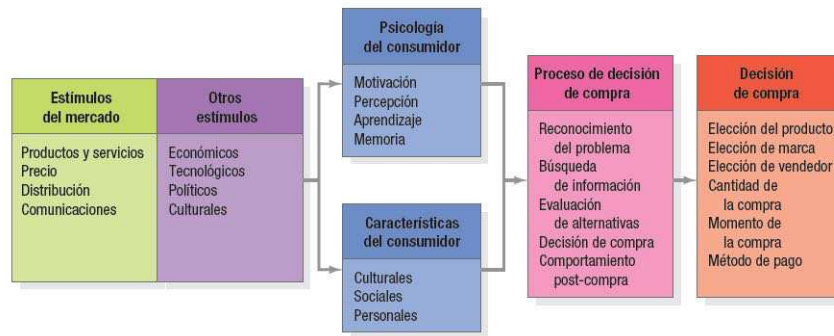 Estímulos
del mercado
Productos y servicios
Precio
Distribución
Comunicaciones
Otros
estímulos
Económicos
Tecnológicos
Políticos
Culturales
Psicología
del consumidor
Motivación
Percepción
Aprendizaje
Memoria
Características
del consumidor
Culturales
Sociales
Personales
Proceso de decisión
de compra
Reconocimiento
del problema
Búsqueda
de información
Evaluación
de alternativas
Decisión de compra
Comportamiento
post-compra
Decisión
de compra
Elección del producto
Elección de marca
Elección de vendedor
Cantidad de
la compra
Momento de
la compra
Método de pago